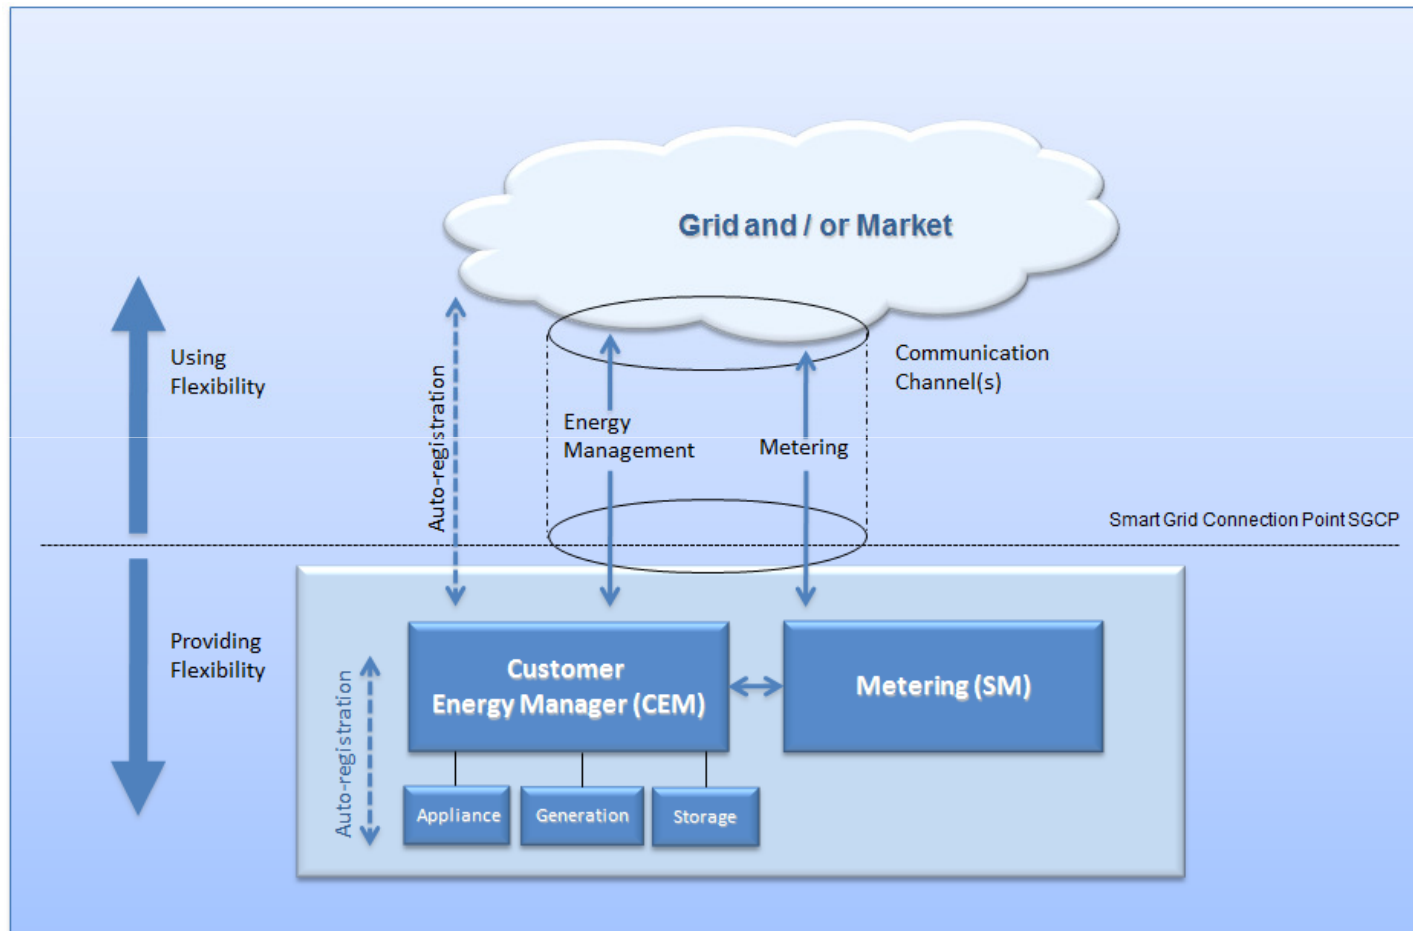 Grid and / or Market
Using
Flexibility
Auto-registration
Energy
Management
Metering
Communication
Channel(s)
Smart Grid Connection Point SGCP
Providing
Flexibility
Auto-registration
Customer
Energy Manager (CEM)
Metering (SM)
Appliance
Generation
Storage